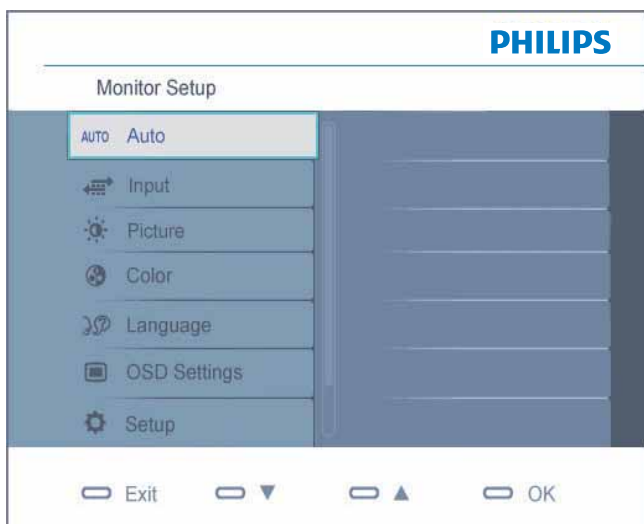 PHILIPS
Monitor Setup
AUTO Auto
Input
Picture
Color
Language
OSD Settings
Setup
Exit ▼ ▲ OK